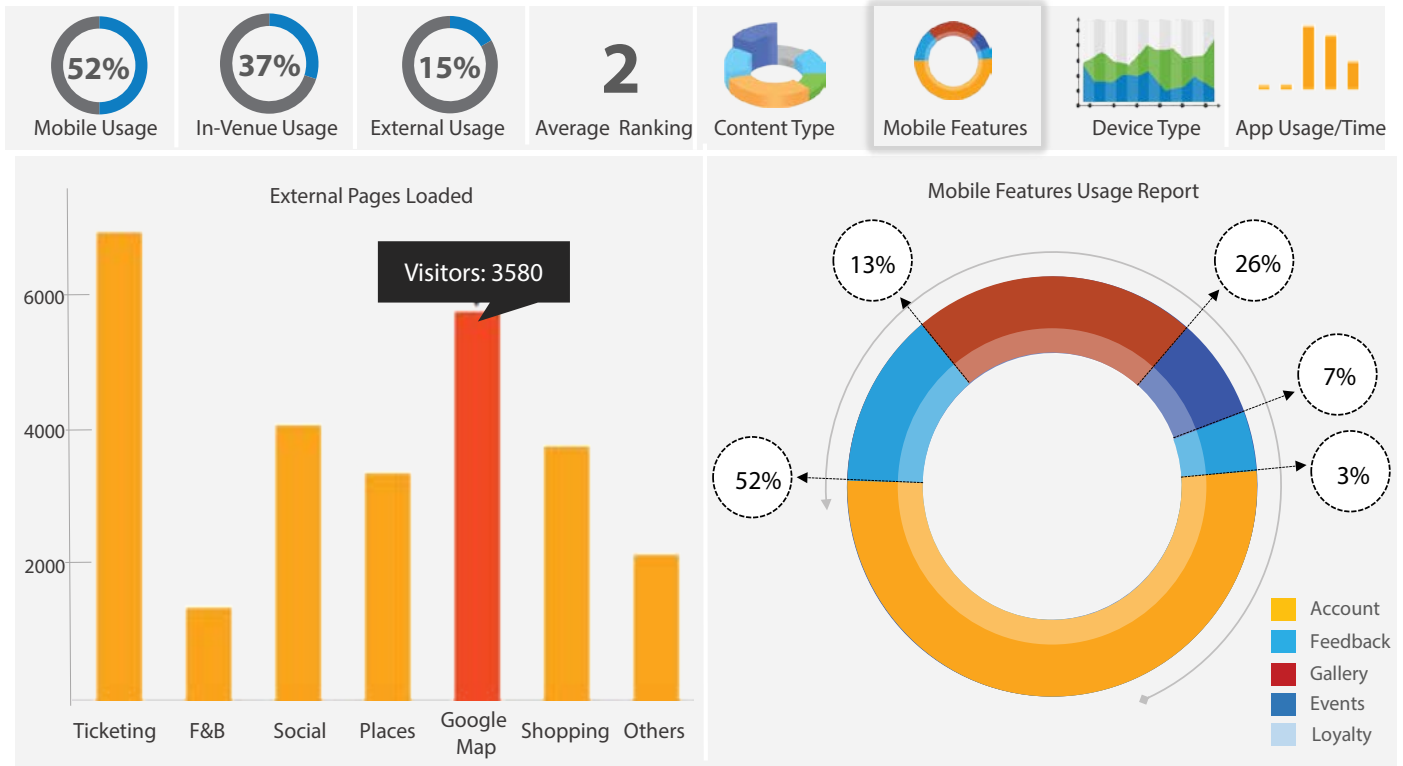 52%
Mobile Usage
37%
In-Venue Usage
15%
External Usage
2
Average Ranking
Content Type
Mobile Features
Device Type
App Usage/Time
External Pages Loaded
Visitors: 3580
6000
4000
2000
Ticketing
F&B
Social
Places
Google
Map
Shopping
Others
Mobile Features Usage Report
13%
26%
7%
3%
52%
Account
Feedback
Gallery
Events
Loyalty